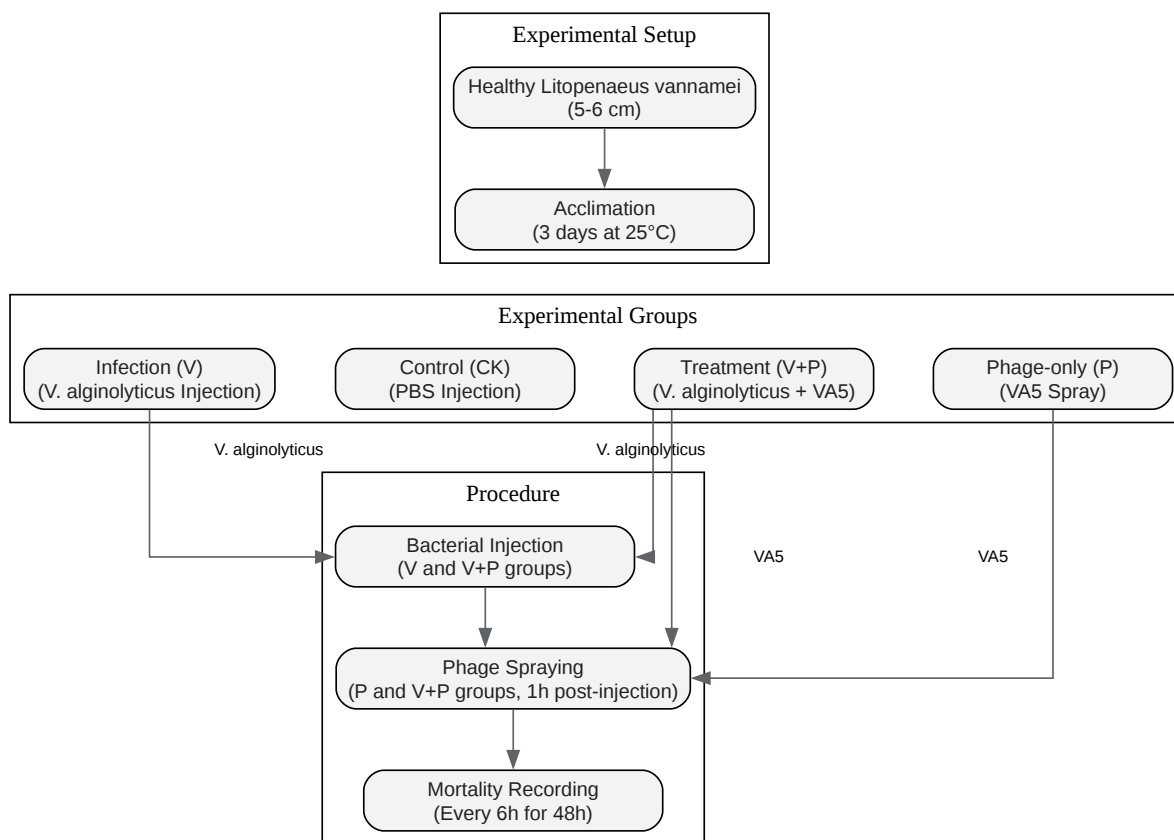 Experimental Setup
Healthy Litopenaeus vannamei
(5-6 cm)
Acclimation
(3 days at 25°C)
Experimental Groups
Infection (V)
(V. alginolyticus Injection)
Control (CK)
(PBS Injection)
Treatment (V+P)
(V. alginolyticus + VA5)
Phage-only (P)
(VA5 Spray)
V. alginolyticus
V. alginolyticus
Procedure
Bacterial Injection
(V and V+P groups)
VA5
VA5
Phage Spraying
(P and V+P groups, 1h post-injection)
Mortality Recording
(Every 6h for 48h)